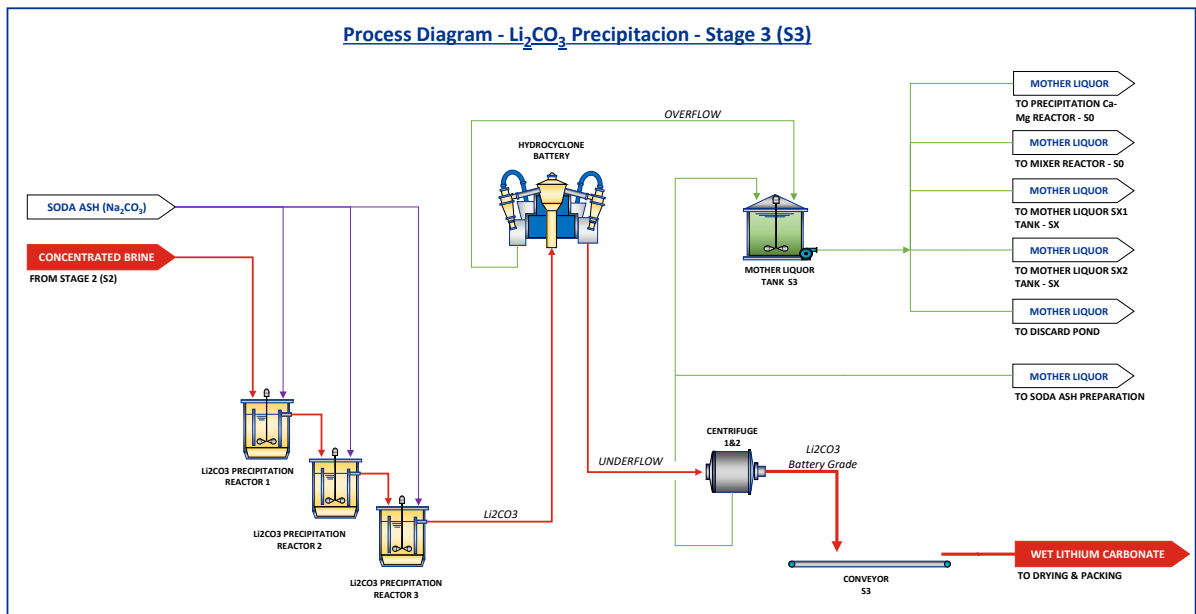 Process Diagram - Li₂CO₃ Precipitacion - Stage 3 (S3)
MOTHER LIQUOR
TO PRECIPITATION Ca-
Mg REACTOR - S0
OVERFLOW
HYDROCYCLONE
BATTERY
MOTHER LIQUOR
TO MIXER REACTOR - S0
SODA ASH (Na₂CO₃)
MOTHER LIQUOR
TO MOTHER LIQUOR SX1
TANK - SX
CONCENTRATED BRINE
FROM STAGE 2 (S2)
MOTHER LIQUOR
TO MOTHER LIQUOR SX2
TANK - SX
MOTHER LIQUOR
TANK S3
MOTHER LIQUOR
TO DISCARD POND
MOTHER LIQUOR
TO SODA ASH PREPARATION
CENTRIFUGE
1&2
Li2CO3
Battery Grade
UNDERFLOW
Li2CO3 PRECIPITATION
REACTOR 1
Li2CO3
Li2CO3 PRECIPITATION
REACTOR 2
WET LITHIUM CARBONATE
TO DRYING & PACKING
CONVEYOR
S3
Li2CO3 PRECIPITATION
REACTOR 3